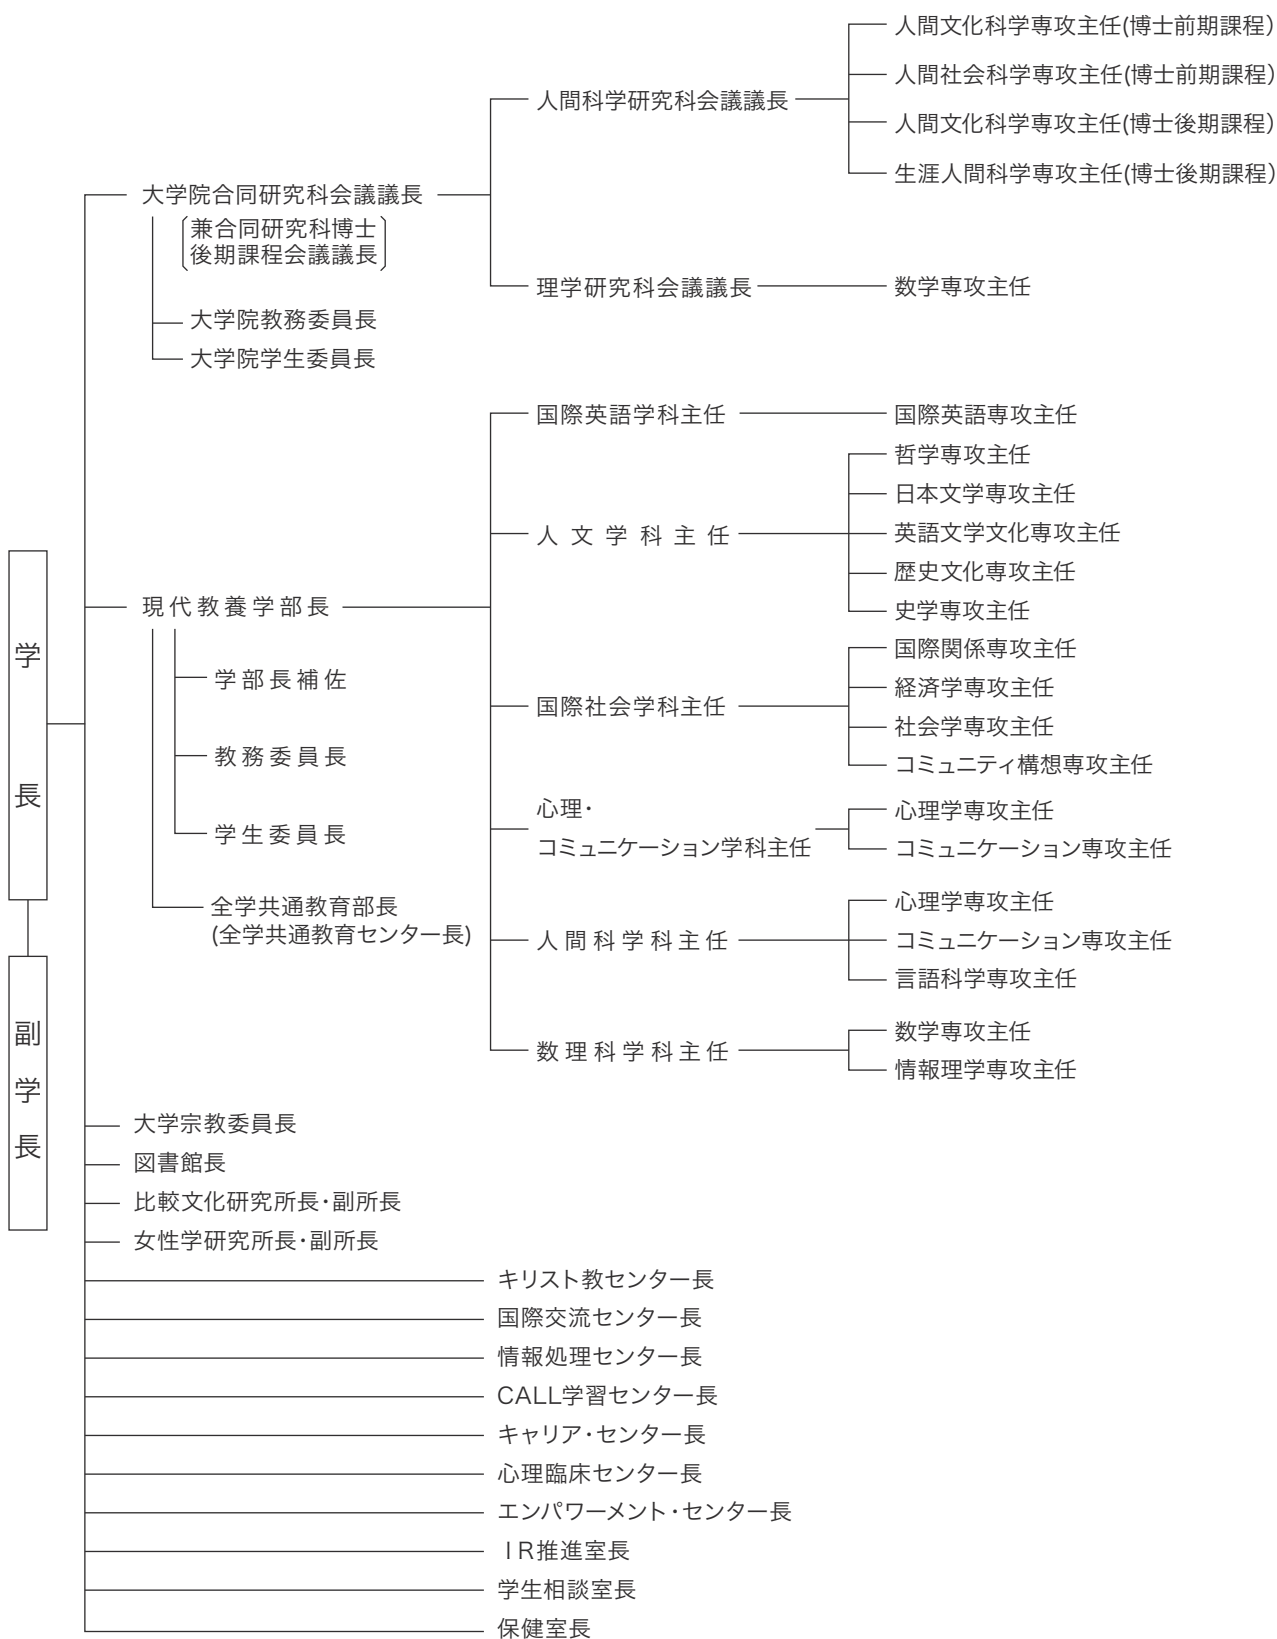 学長
副学長
大学院合同研究科会議議長
兼合同研究科博士
後期課程会議議長
大学院教務委員長
大学院学生委員長
人間科学研究科会議議長
人間文化科学専攻主任(博士前期課程)
人間社会科学専攻主任(博士前期課程)
人間文化科学専攻主任(博士後期課程)
生涯人間科学専攻主任(博士後期課程)
理学研究科会議議長
数学専攻主任
現代教養学部長
学部長補佐
教務委員長
学生委員長
全学共通教育部長
(全学共通教育センター長)
国際英語学科主任
国際英語専攻主任
人文学科主任
哲学専攻主任
日本文学専攻主任
英語文学文化専攻主任
歴史文化専攻主任
史学専攻主任
国際社会学科主任
国際関係専攻主任
経済学専攻主任
社会学専攻主任
コミュニティ構想専攻主任
心理・
コミュニケーション学科主任
心理学専攻主任
コミュニケーション専攻主任
人間科学科主任
心理学専攻主任
コミュニケーション専攻主任
言語科学専攻主任
数理科学科主任
数学専攻主任
情報理学専攻主任
大学宗教委員長
図書館長
比較文化研究所長・副所長
女性学研究所長・副所長
キリスト教センター長
国際交流センター長
情報処理センター長
CALL学習センター長
キャリア・センター長
心理臨床センター長
エンパワーメント・センター長
IR推進室長
学生相談室長
保健室長